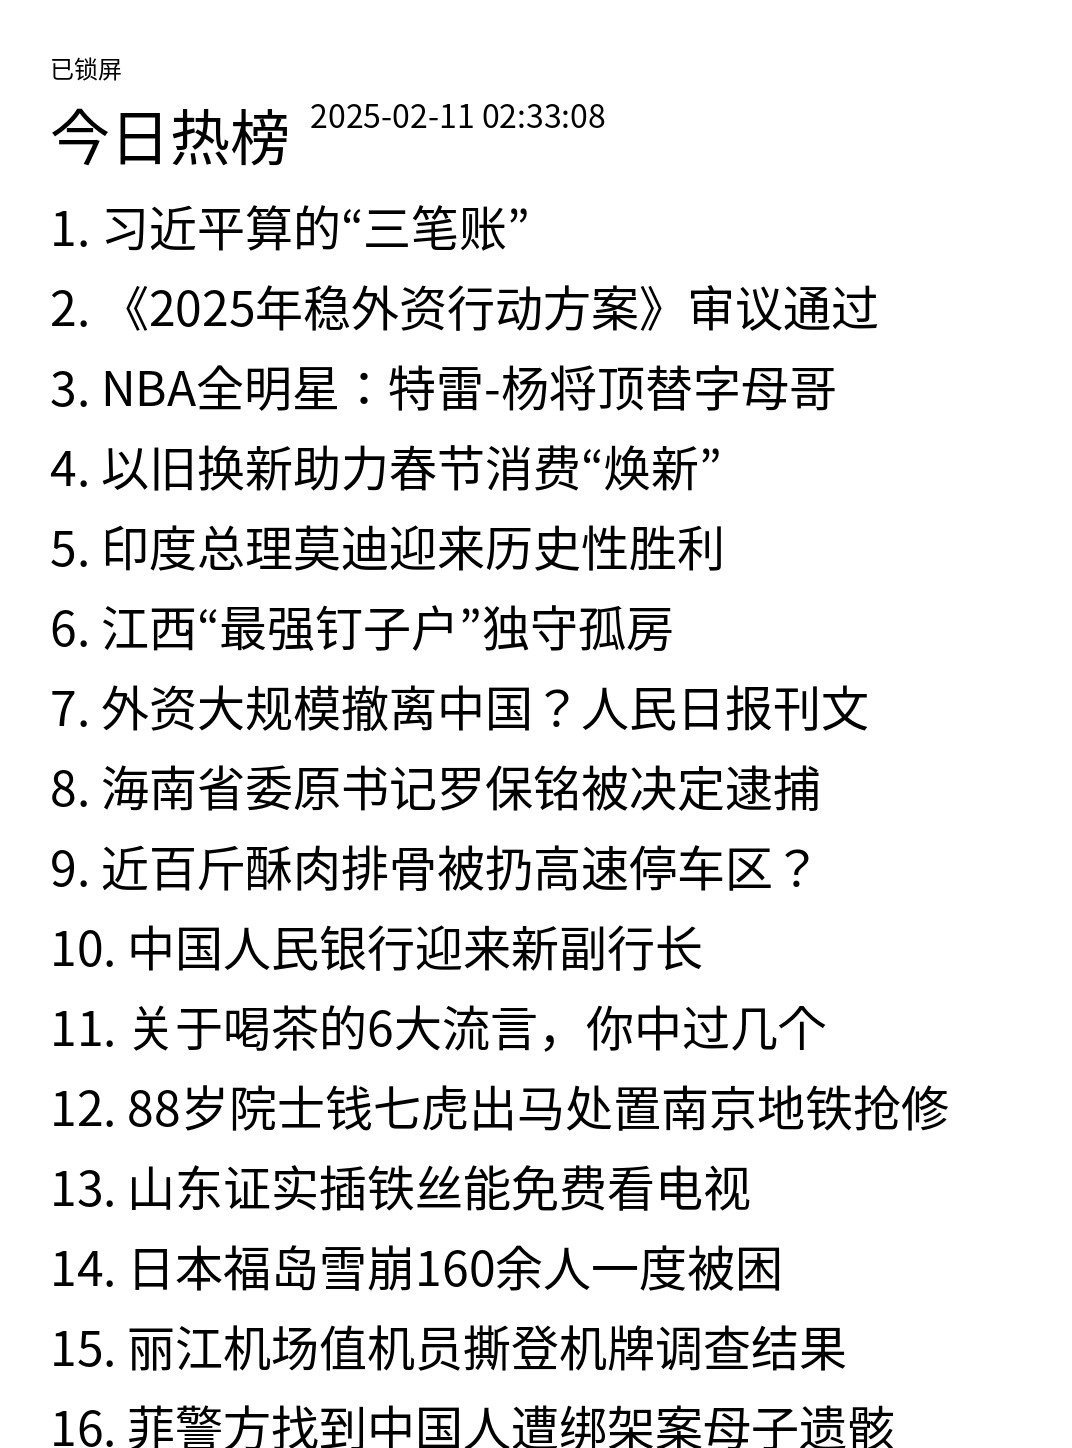 已锁屏
今日热榜 2025-02-11 02:33:08
1. 习近平算的“三笔账”
2. 《2025年稳外资行动方案》审议通过
3. NBA全明星：特雷-杨将顶替字母哥
4. 以旧换新助力春节消费“焕新”
5. 印度总理莫迪迎来历史性胜利
6. 江西“最强钉子户”独守孤房
7. 外资大规模撤离中国？人民日报刊文
8. 海南省委原书记罗保铭被决定逮捕
9. 近百斤酥肉排骨被扔高速停车区？
10. 中国人民银行迎来新副行长
11. 关于喝茶的6大流言，你中过几个
12. 88岁院士钱七虎出马处置南京地铁抢修
13. 山东证实插铁丝能免费看电视
14. 日本福岛雪崩160余人一度被困
15. 丽江机场值机员撕登机牌调查结果
16. 菲警方找到中国人遭绑架案母子遗骸